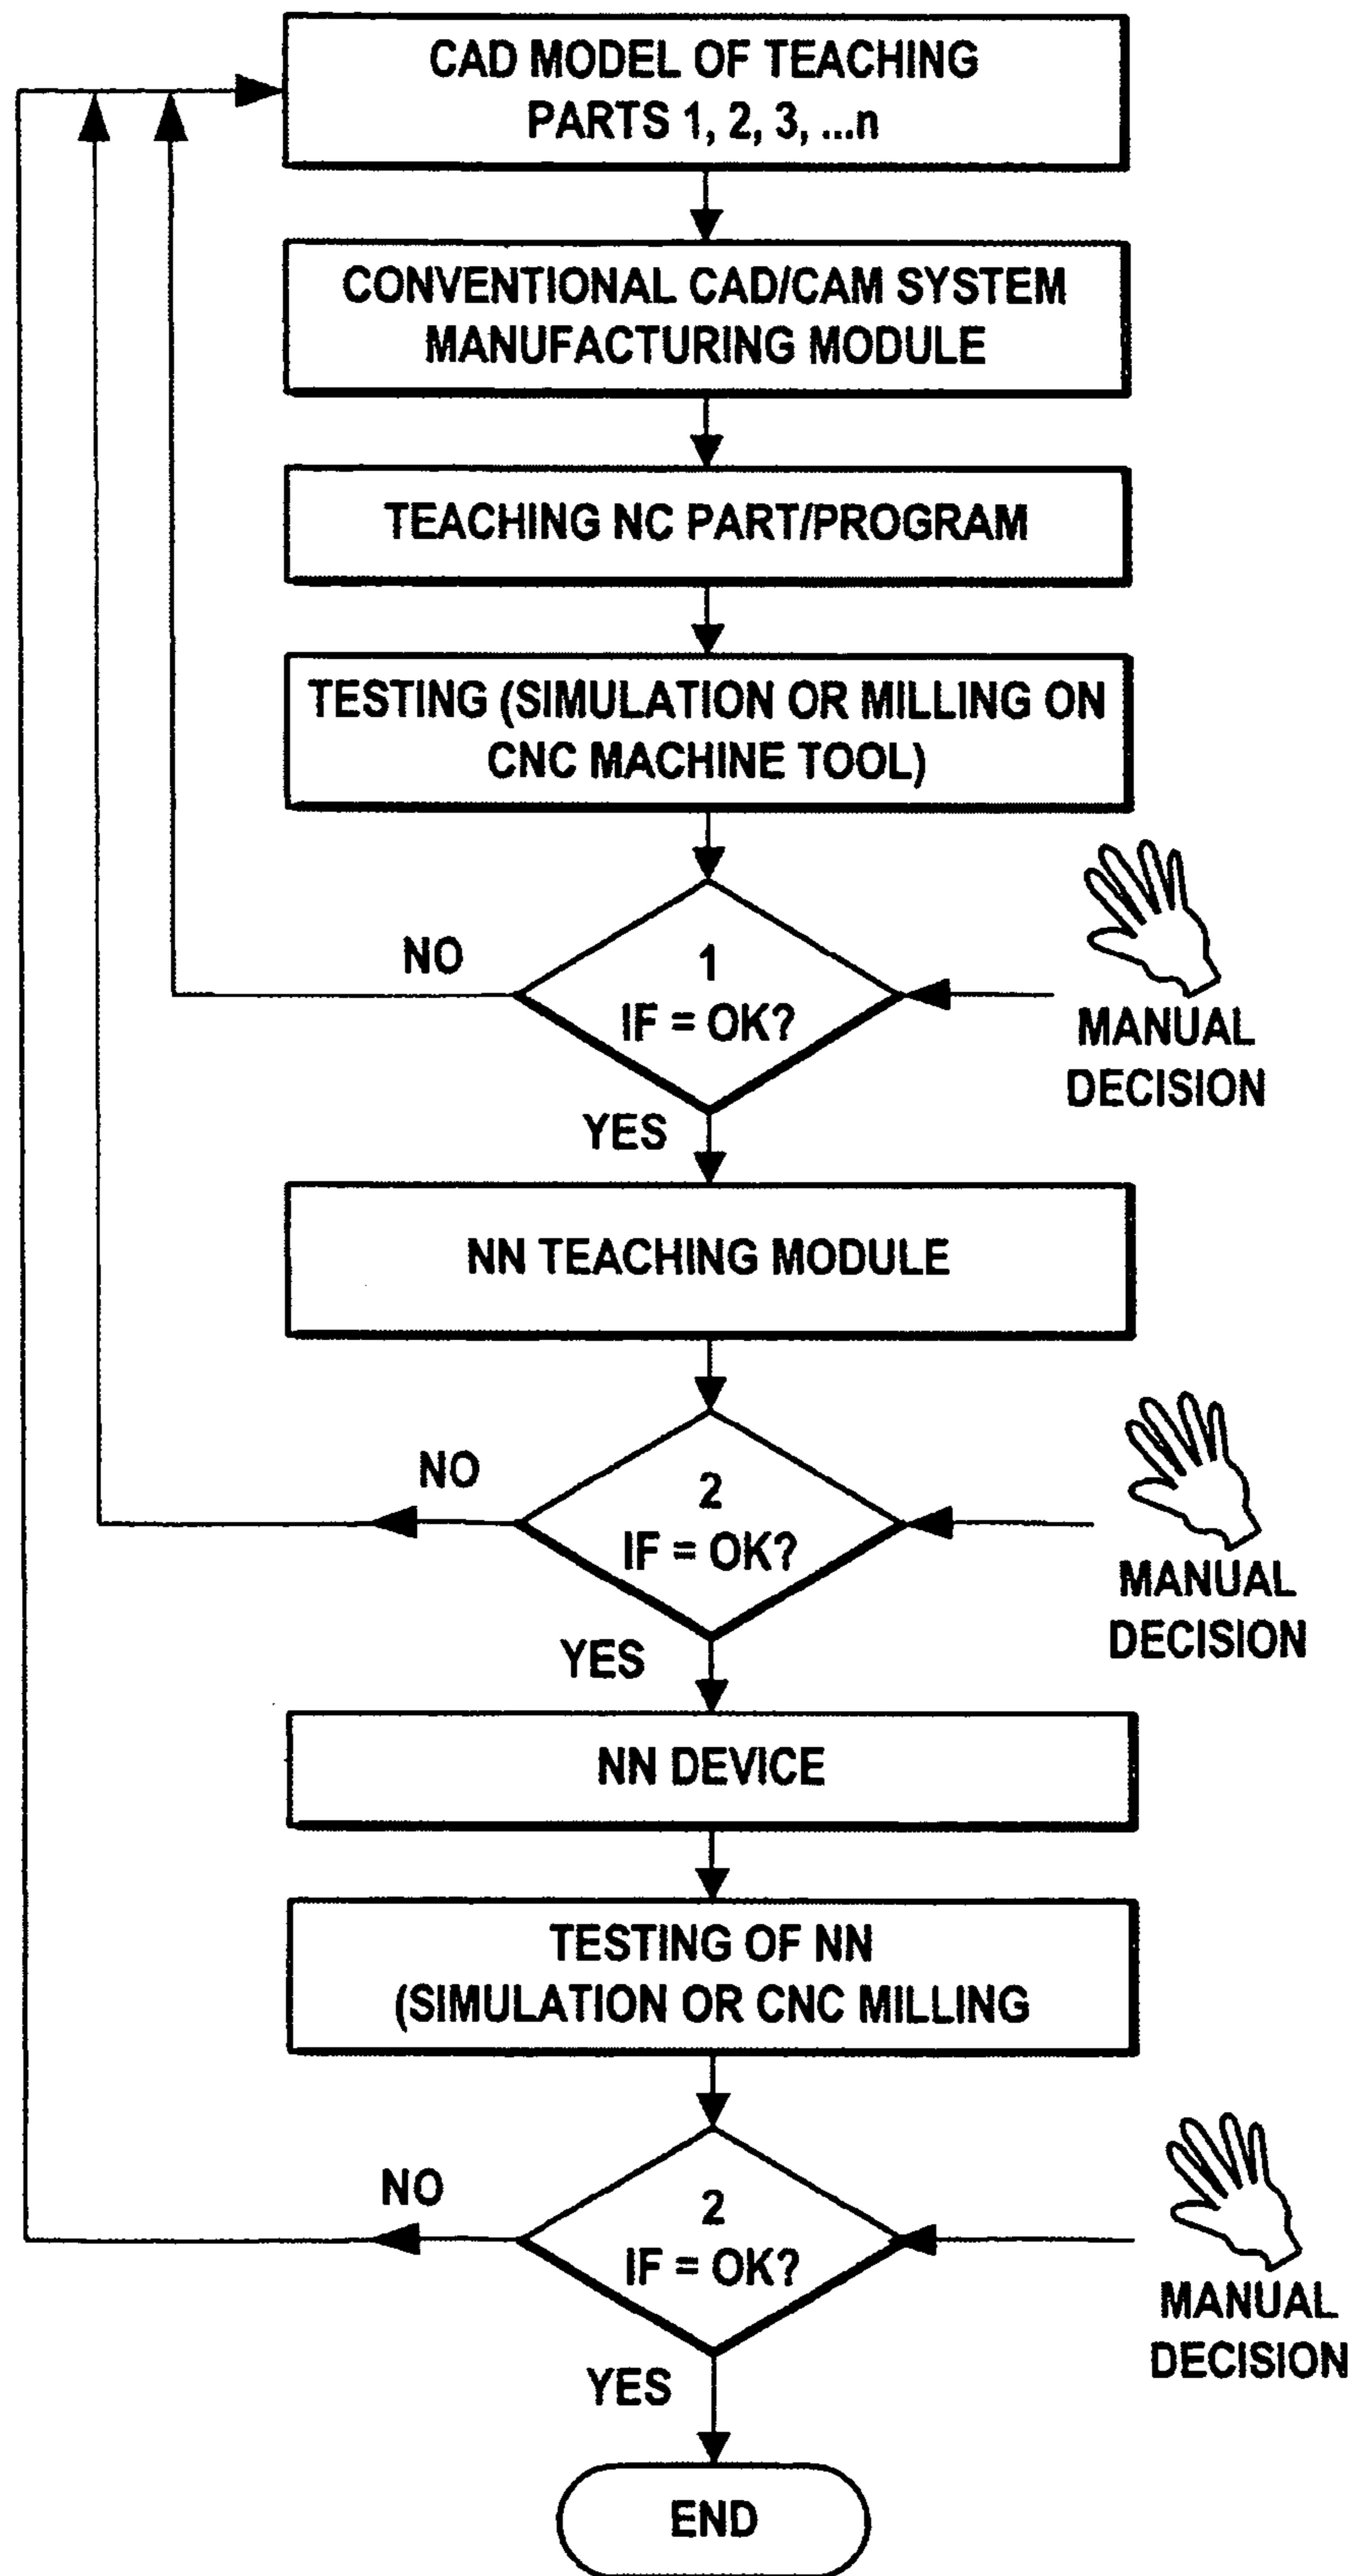 CAD MODEL OF TEACHING
PARTS 1, 2, 3, ...n
CONVENTIONAL CAD/CAM SYSTEM
MANUFACTURING MODULE
TEACHING NC PART/PROGRAM
TESTING (SIMULATION OR MILLING ON
CNC MACHINE TOOL)
NO
1
IF = OK?
MANUAL
DECISION
YES
NN TEACHING MODULE
NO
2
IF = OK?
MANUAL
DECISION
YES
NN DEVICE
TESTING OF NN
(SIMULATION OR CNC MILLING
NO
2
IF = OK?
MANUAL
DECISION
YES
END